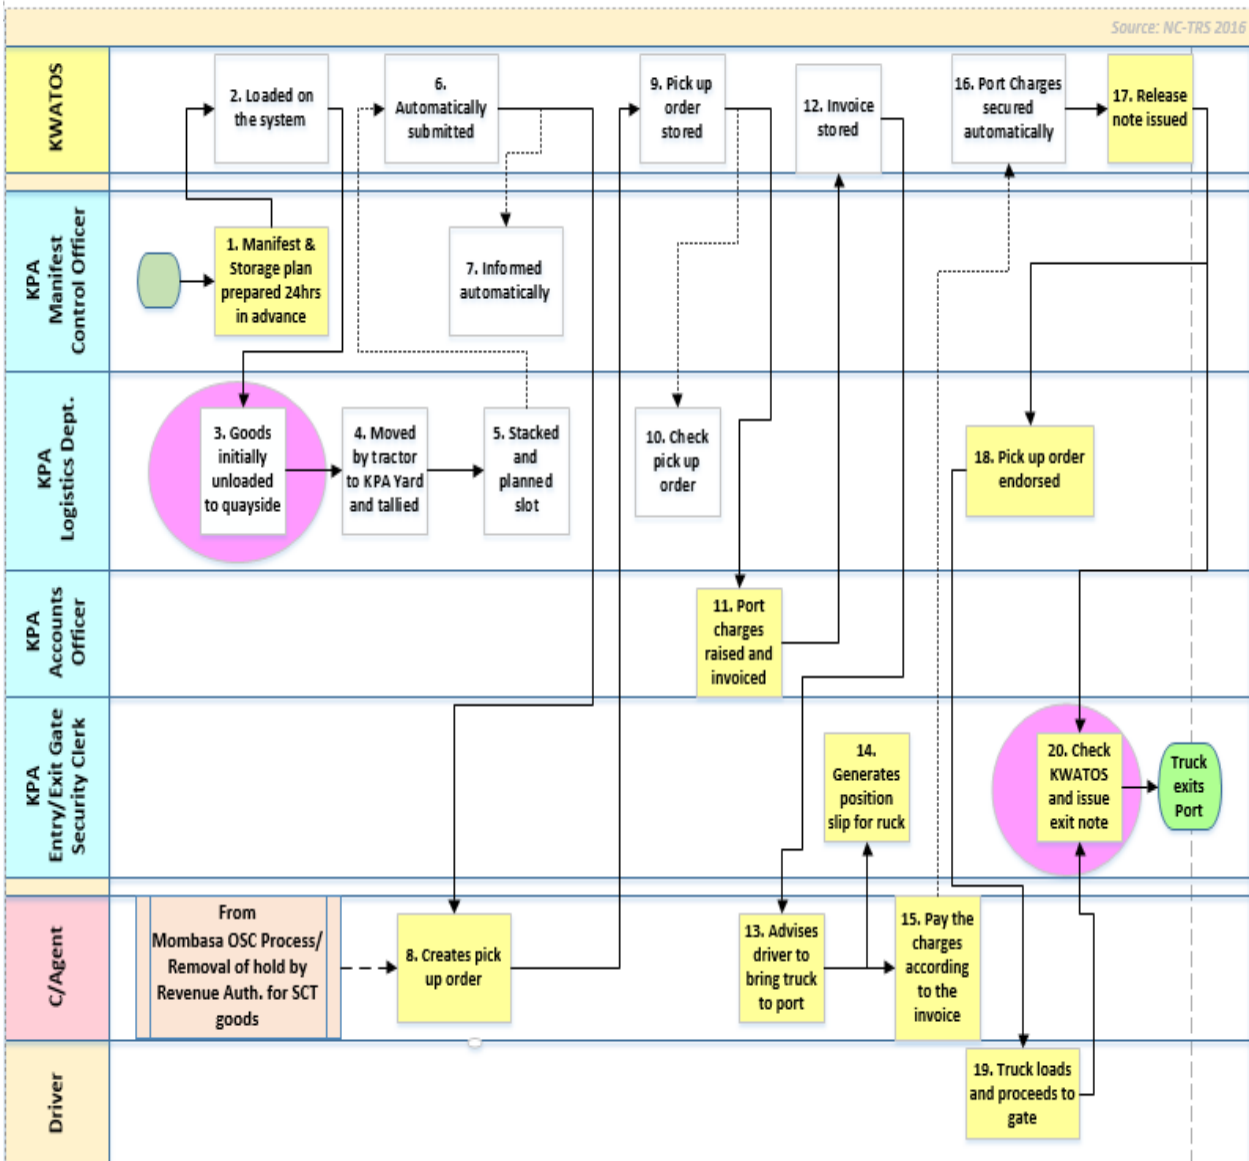 Source: NC-TRS 2016
KWATOS
2. Loaded on
the system
6.
Automatically
submitted
9. Pick up
order
stored
12. Invoice
stored
16. Port Charges
secured
automatically
17. Release
note issued
KPA
Manifest
Control Officer
1. Manifest &
Storage plan
prepared 24hrs
in advance
7. Informed
automatically
KPA
Logistics Dept.
3. Goods
initially
unloaded
to quayside
4. Moved
by tractor
to KPA Yard
and tallied
5. Stacked
and
planned
slot
10. Check
pick up
order
18. Pick up order
endorsed
KPA
Accounts
Officer
11. Port
charges
raised and
invoiced
KPA
Entry/Exit Gate
Security Clerk
14.
Generates
position
slip for ruck
20. Check
KWATOS
and issue
exit note
Truck
exits
Port
C/Agent
From
Mombasa OSC Process/
Removal of hold by
Revenue Auth. for SCT
goods
8. Creates pick
up order
13. Advises
driver to
bring truck
to port
15. Pay the
charges
according
to the
invoice
Driver
19. Truck loads
and proceeds to
gate